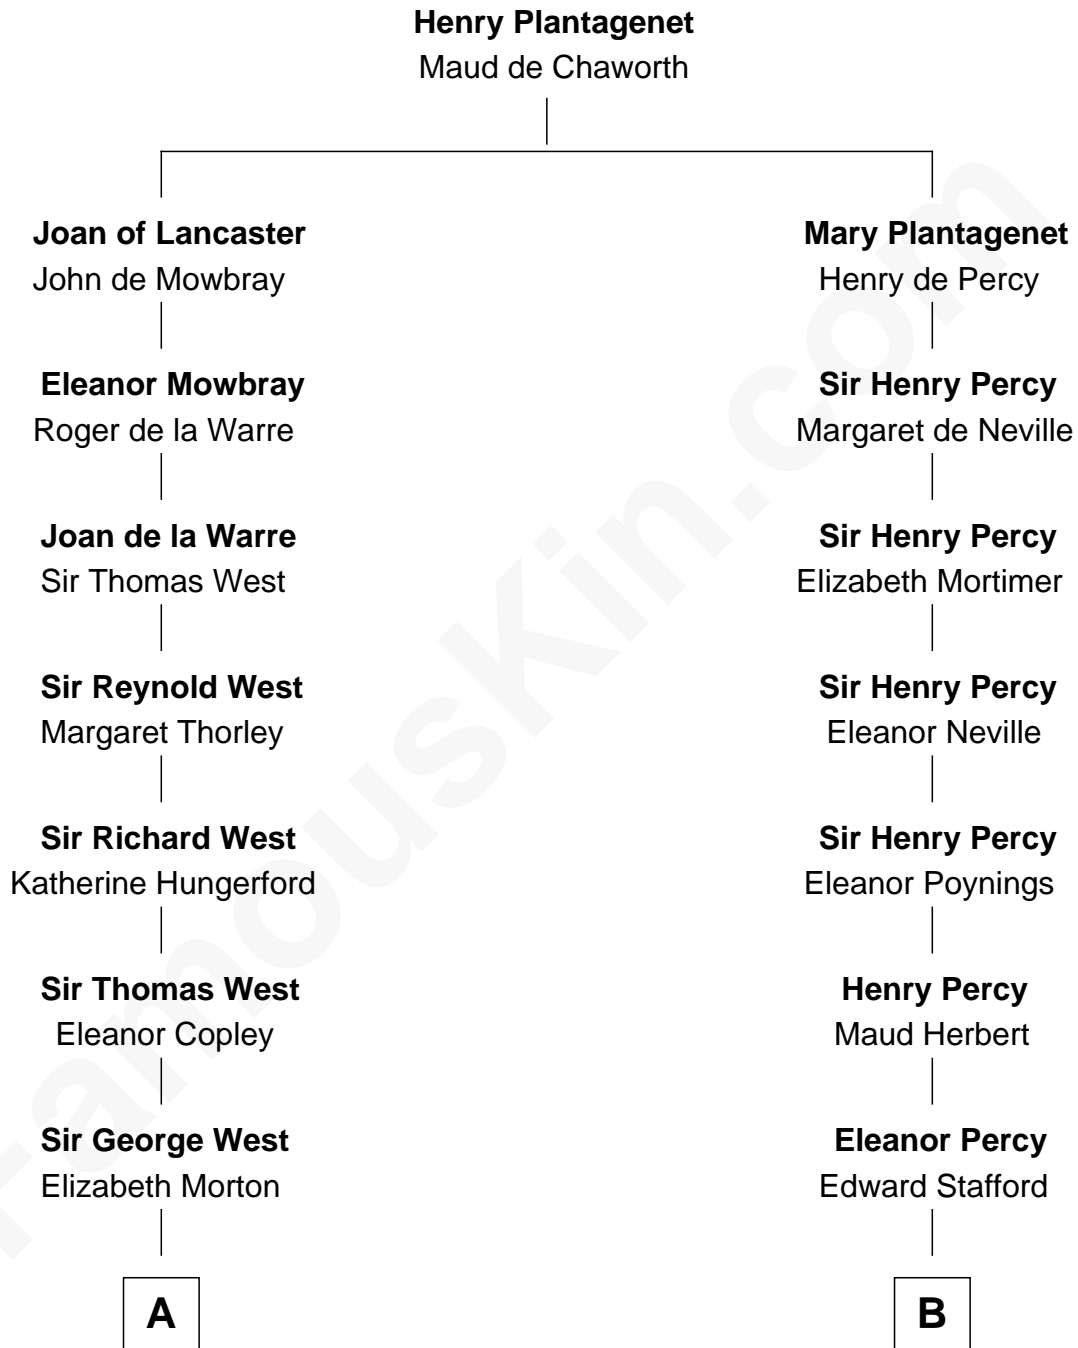 Henry Plantagenet
Maud de Chaworth
Joan of Lancaster
John de Mowbray
Mary Plantagenet
Henry de Percy
Eleanor Mowbray
Roger de la Warre
Sir Henry Percy
Margaret de Neville
Joan de la Warre
Sir Thomas West
Sir Henry Percy
Elizabeth Mortimer
Sir Reynold West
Margaret Thorley
Sir Henry Percy
Eleanor Neville
Sir Richard West
Katherine Hungerford
Sir Henry Percy
Eleanor Poynings
Sir Thomas West
Eleanor Copley
Henry Percy
Maud Herbert
Sir George West
Elizabeth Morton
Eleanor Percy
Edward Stafford
A
B
FamousKin.com